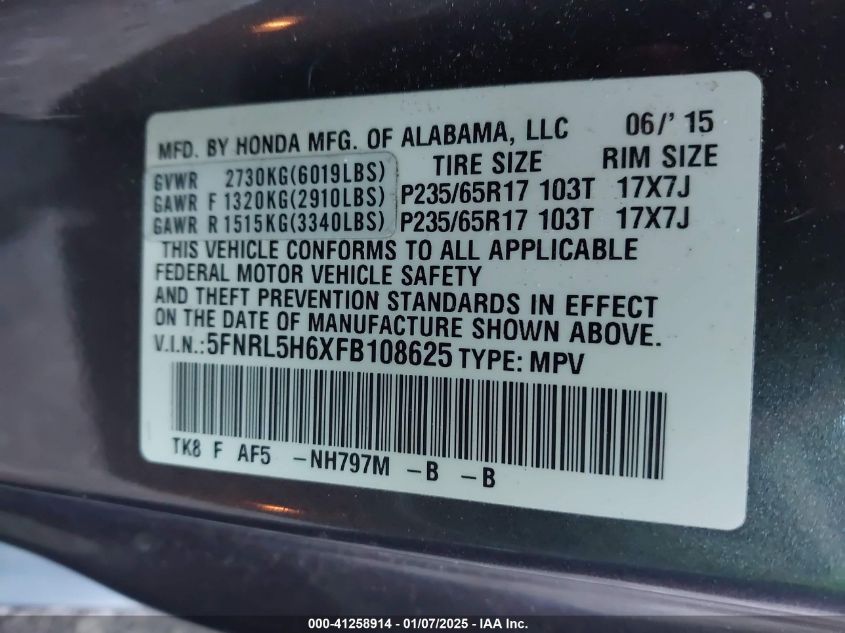 MFD. BY HONDA MFG. OF ALABAMA, LLC 06/' 15
GVWR 2730KG(6019LBS) TIRE SIZE RIM SIZE
GAWR F 1320KG(2910LBS) P235/65R17 103T 17X7J
GAWR R 1515KG(3340LBS) P235/65R17 103T 17X7J
THIS VEHICLE CONFORMS TO ALL APPLICABLE
FEDERAL MOTOR VEHICLE SAFETY
AND THEFT PREVENTION STANDARDS IN EFFECT
ON THE DATE OF MANUFACTURE SHOWN ABOVE.
V.I.N.:5FNRL5H6XFB108625 TYPE: MPV
TK8 F AF5 -NH797M -B -B
000-41258914 — 01/07/2025 — IAA Inc.